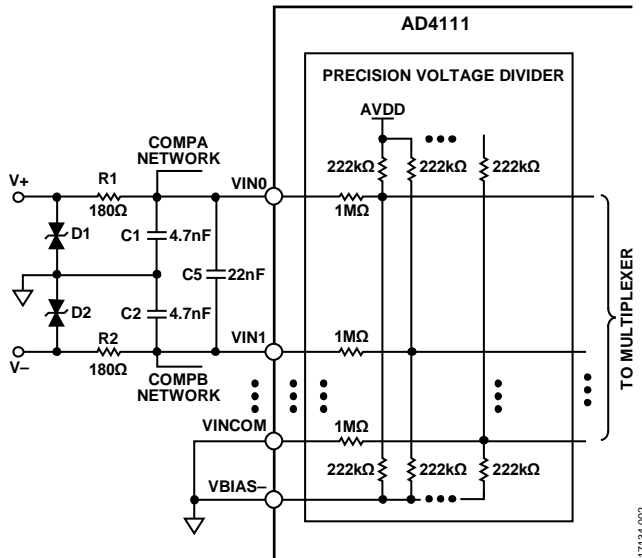 AD4111
PRECISION VOLTAGE DIVIDER
AVDD
COMPA
NETWORK
222kΩ 222kΩ 222kΩ
V+
R1
180Ω
VIN0
1MΩ
D1
C1 4.7nF
C5 22nF
D2
C2 4.7nF
R2
180Ω
V–
VIN1
1MΩ
COMPB
NETWORK
TO MULTIPLEXER
VINCOM
1MΩ
222kΩ 222kΩ 222kΩ
VBIAS–
17134-002